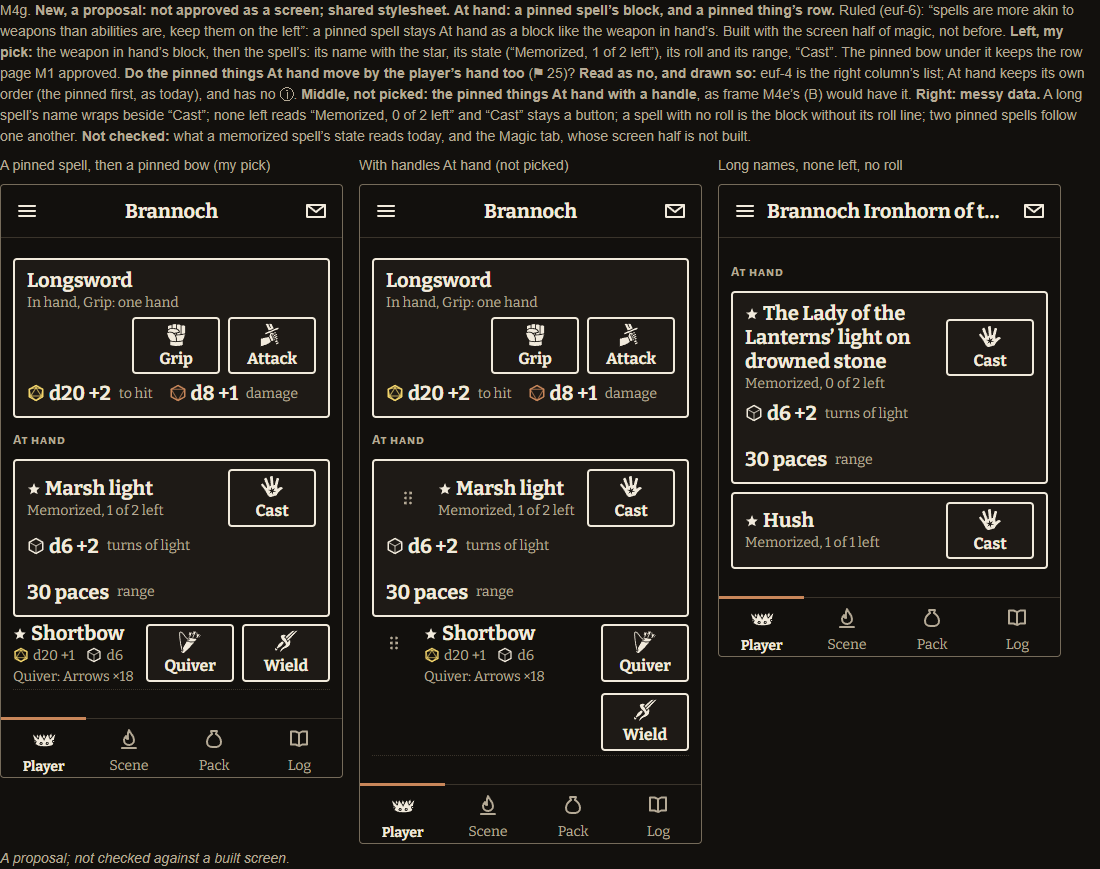 M4g. New, a proposal: not approved as a screen; shared stylesheet. At hand: a pinned spell’s block, and a pinned thing’s row. Ruled (euf-6): “spells are more akin to
weapons than abilities are, keep them on the left”: a pinned spell stays At hand as a block like the weapon in hand’s. Built with the screen half of magic, not before. Left, my
pick: the weapon in hand’s block, then the spell’s: its name with the star, its state (“Memorized, 1 of 2 left”), its roll and its range, “Cast”. The pinned bow under it keeps the row
page M1 approved. Do the pinned things At hand move by the player’s hand too (⚑ 25)? Read as no, and drawn so: euf-4 is the right column’s list; At hand keeps its own
order (the pinned first, as today), and has no ⓘ. Middle, not picked: the pinned things At hand with a handle, as frame M4e’s (B) would have it. Right: messy data. A long
spell’s name wraps beside “Cast”; none left reads “Memorized, 0 of 2 left” and “Cast” stays a button; a spell with no roll is the block without its roll line; two pinned spells follow
one another. Not checked: what a memorized spell’s state reads today, and the Magic tab, whose screen half is not built.
A pinned spell, then a pinned bow (my pick)
Brannoch
Longsword
In hand, Grip: one hand
Grip
Attack
d20 +2 to hit d8 +1 damage
AT HAND
★ Marsh light
Memorized, 1 of 2 left
Cast
d6 +2 turns of light
30 paces range
★ Shortbow
d20 +1 d6
Quiver: Arrows ×18
Quiver
Wield
Player
Scene
Pack
Log
With handles At hand (not picked)
Brannoch
Longsword
In hand, Grip: one hand
Grip
Attack
d20 +2 to hit d8 +1 damage
AT HAND
★ Marsh light
Memorized, 1 of 2 left
Cast
d6 +2 turns of light
30 paces range
★ Shortbow
d20 +1 d6
Quiver: Arrows ×18
Quiver
Wield
Player
Scene
Pack
Log
Long names, none left, no roll
Brannoch Ironhorn of t...
AT HAND
★ The Lady of the
Lanterns’ light on
drowned stone
Memorized, 0 of 2 left
Cast
d6 +2 turns of light
30 paces range
★ Hush
Memorized, 1 of 1 left
Cast
Player
Scene
Pack
Log
A proposal; not checked against a built screen.